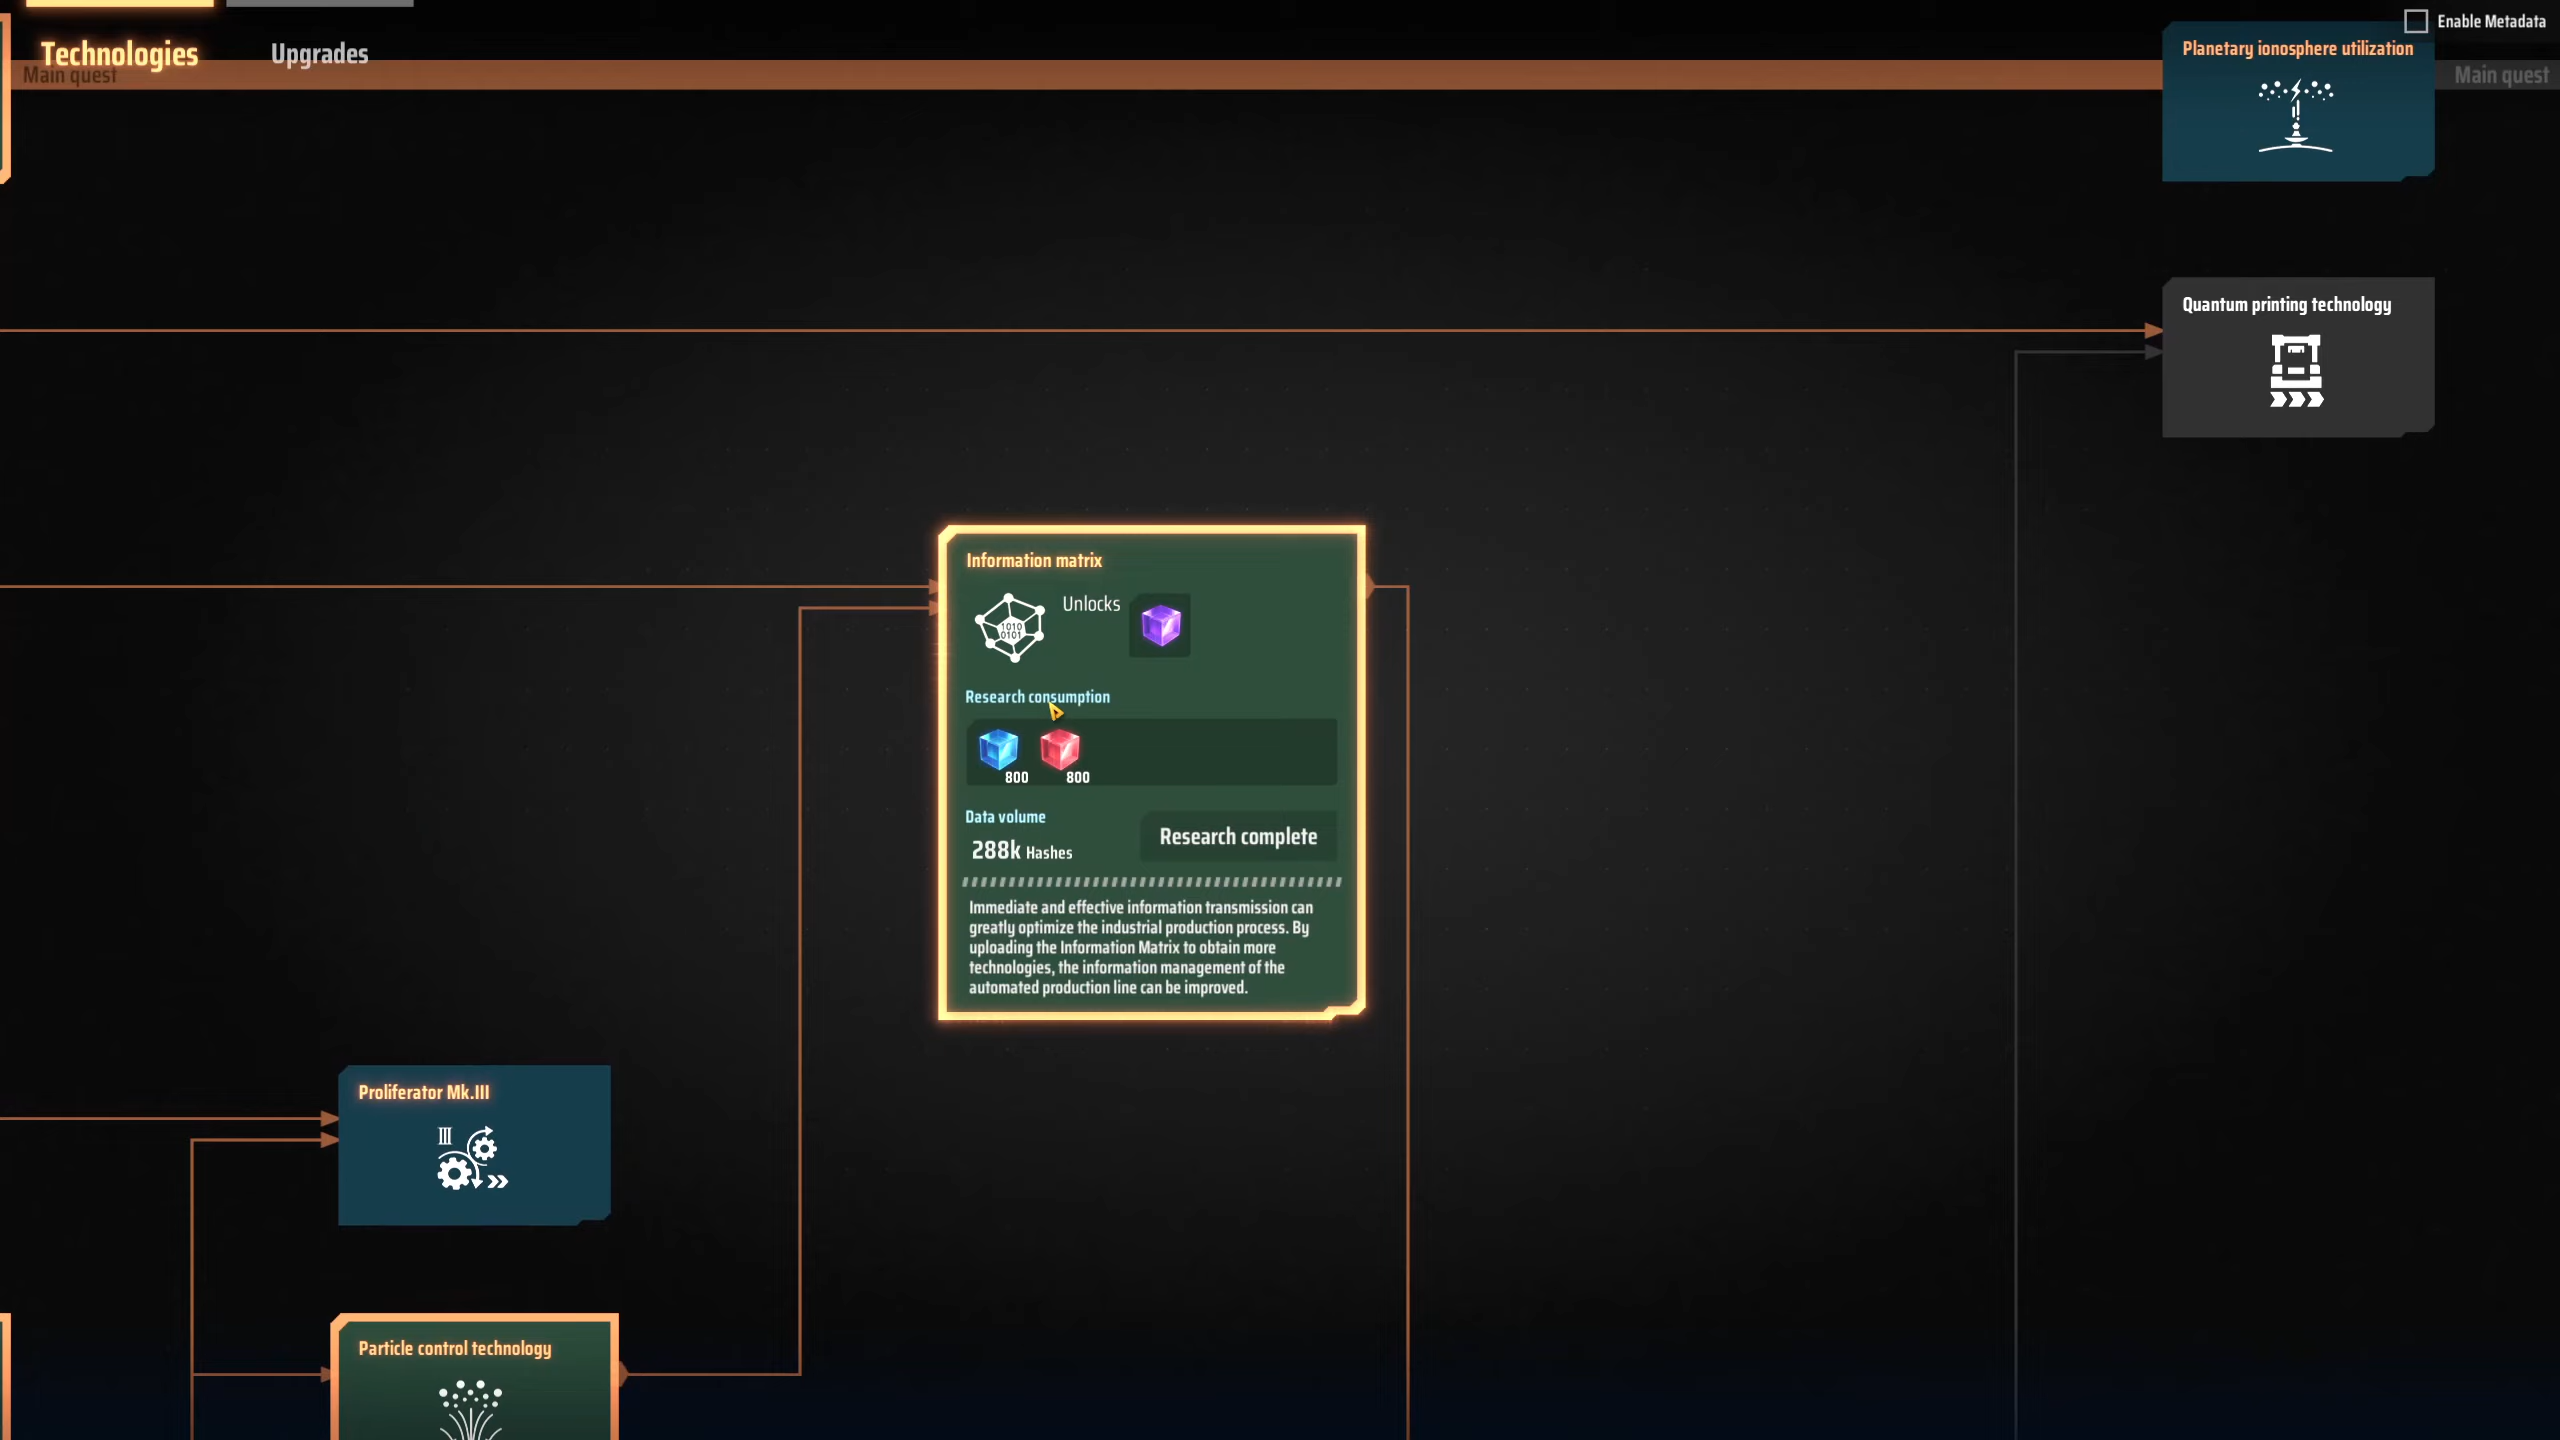 Enable Metadata
Technologies
Upgrades
Main quest
Planetary ionosphere utilization
Main quest
Quantum printing technology
Information matrix
Unlocks
1010
0101
Research consumption
800
800
Data volume
288k Hashes
Research complete
Immediate and effective information transmission can
greatly optimize the industrial production process. By
uploading the Information Matrix to obtain more
technologies, the information management of the
automated production line can be improved.
Proliferator Mk.III
III
Particle control technology